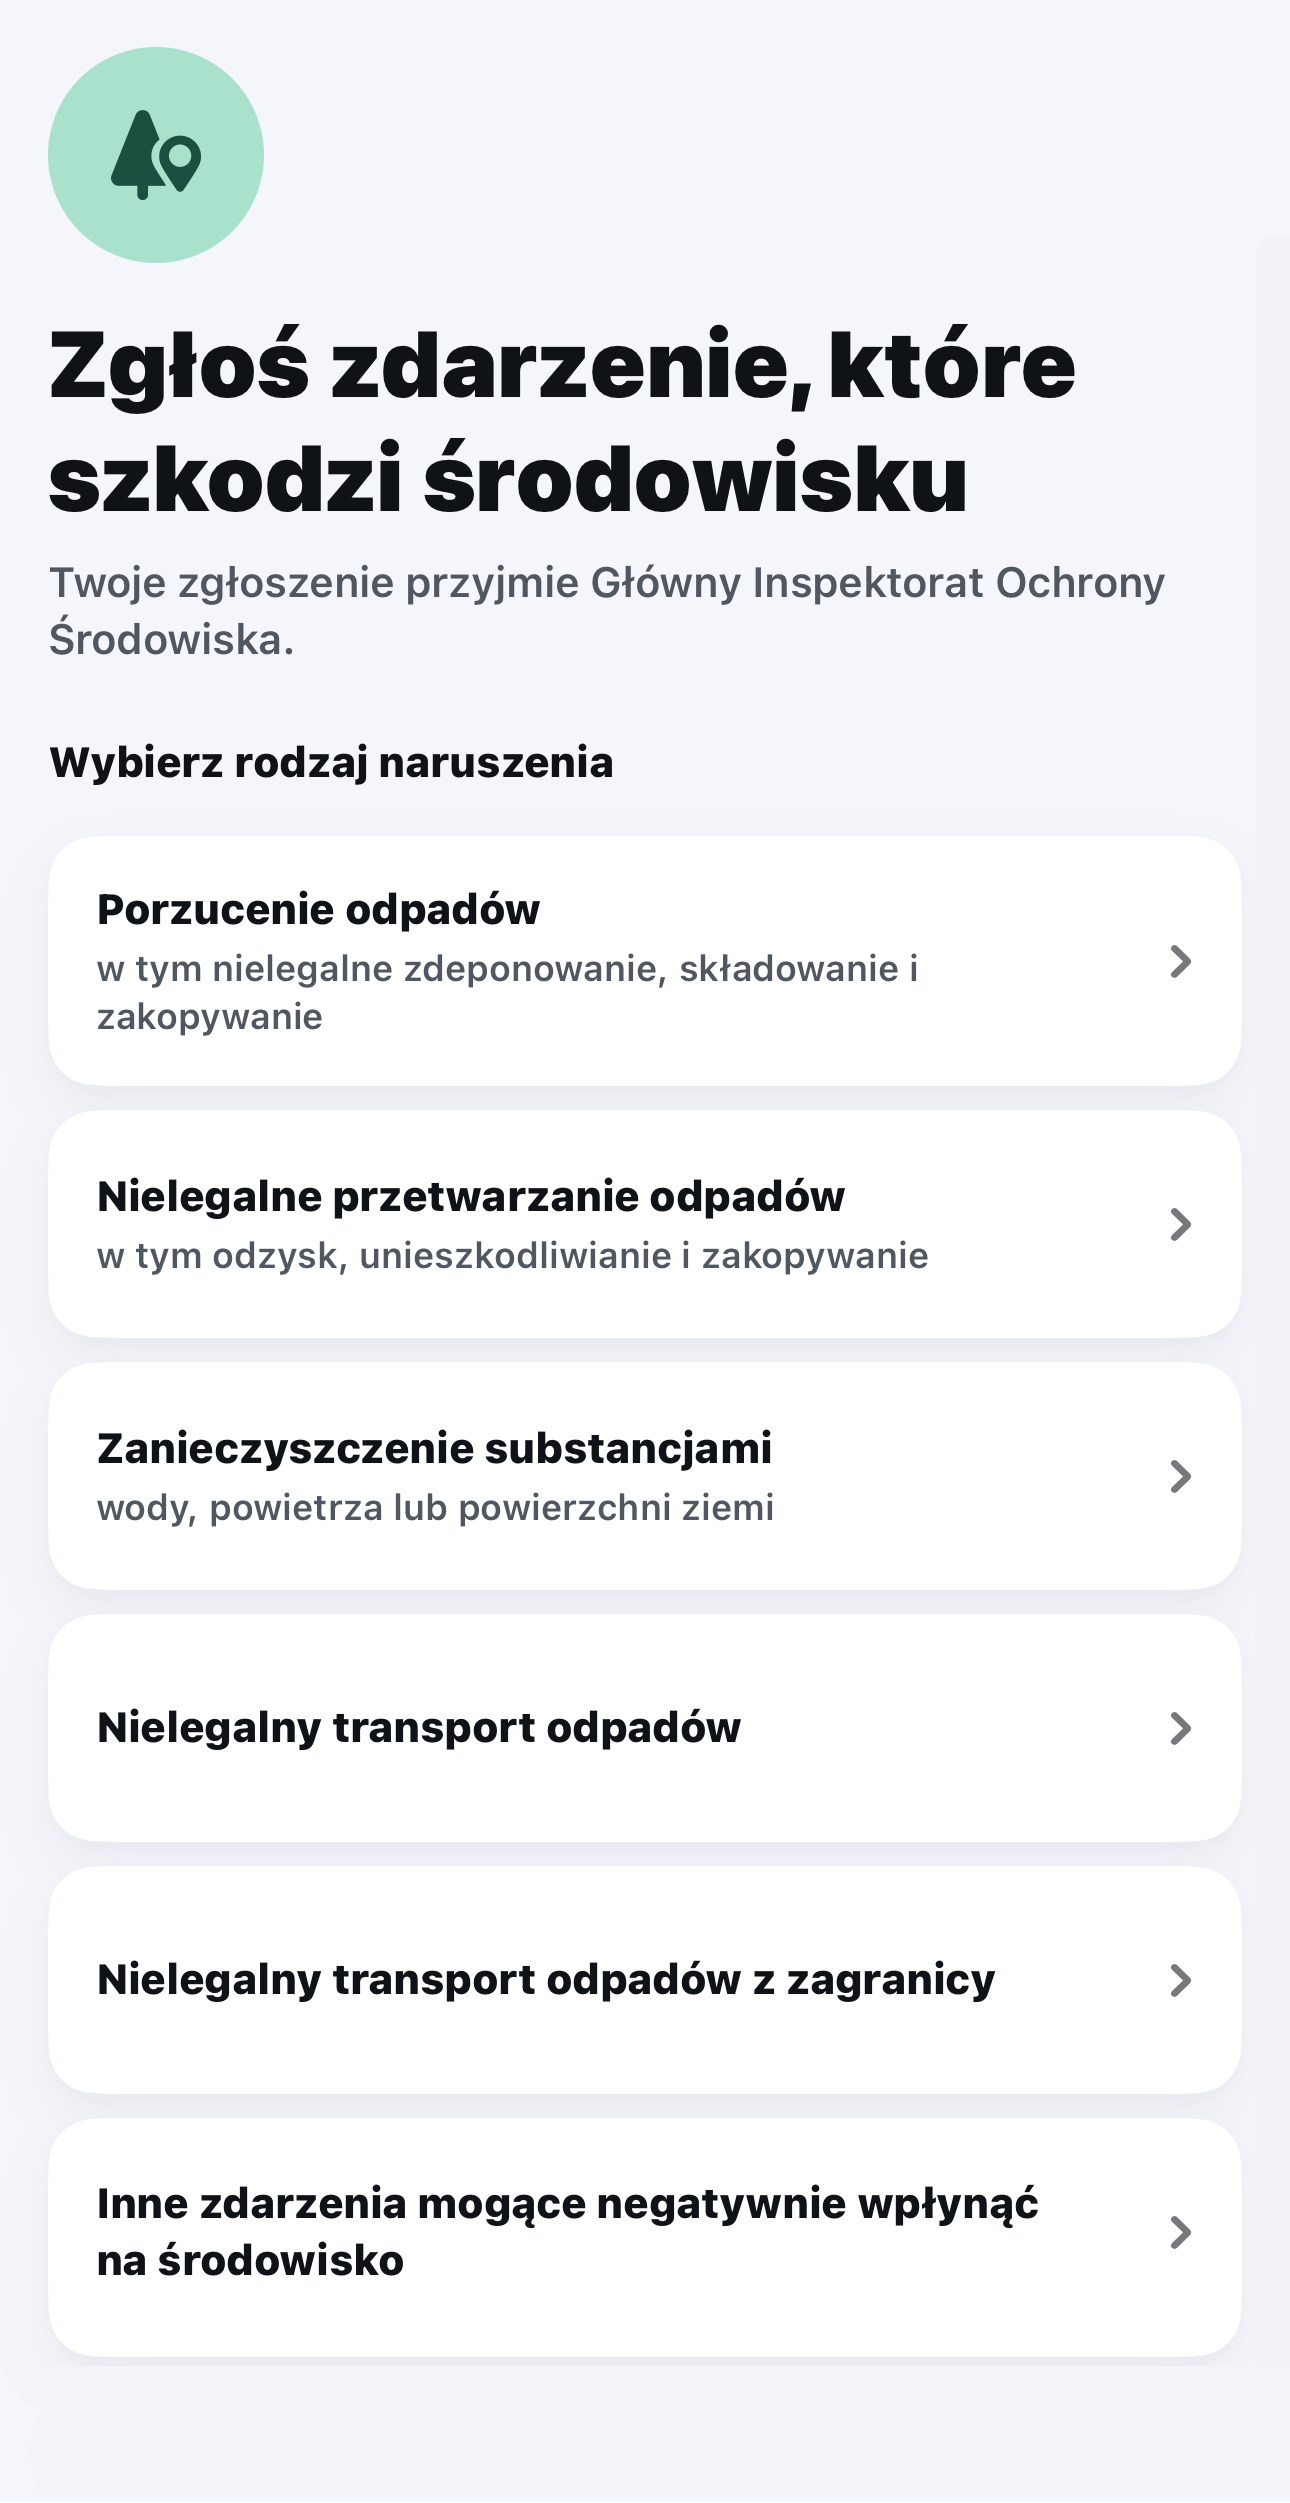 Zgłoś zdarzenie, które
szkodzi środowisku
Twoje zgłoszenie przyjmie Główny Inspektorat Ochrony
Środowiska.
Wybierz rodzaj naruszenia
Porzucenie odpadów
w tym nielegalne zdeponowanie, składowanie i
zakopywanie
Nielegalne przetwarzanie odpadów
w tym odzysk, unieszkodliwianie i zakopywanie
Zanieczyszczenie substancjami
wody, powietrza lub powierzchni ziemi
Nielegalny transport odpadów
Nielegalny transport odpadów z zagranicy
Inne zdarzenia mogące negatywnie wpłynąć
na środowisko